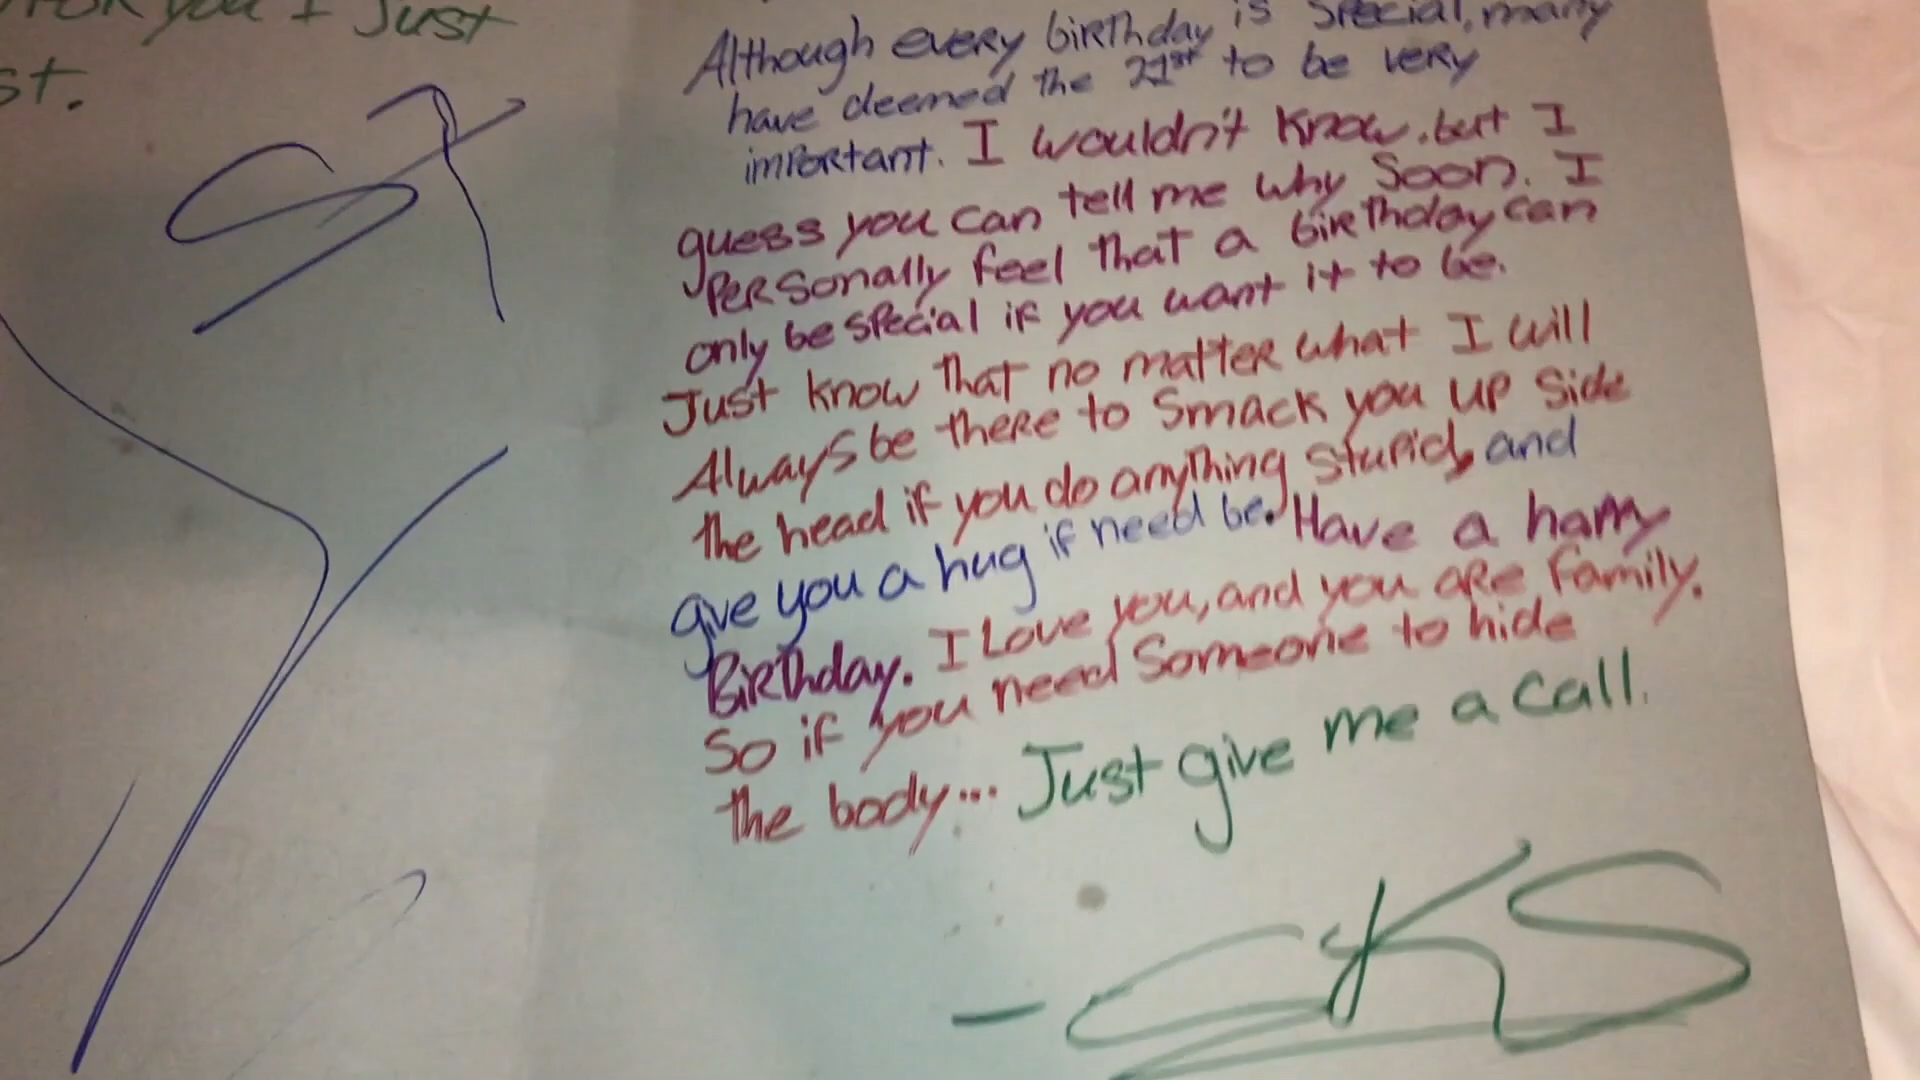 for you I Just
st.
Although every birthday is special, many
have deemed the 21st to be very
important. I wouldn't know, but I
guess you can tell me why soon. I
Personally feel that a birthday can
only be special if you want it to be.
Just know that no matter what I will
Always be there to smack you up side
the head if you do anything stupid, and
give you a hug if need be. Have a happy
Birthday. I Love you, and you are family.
So if you need someone to hide
the body... Just give me a call.